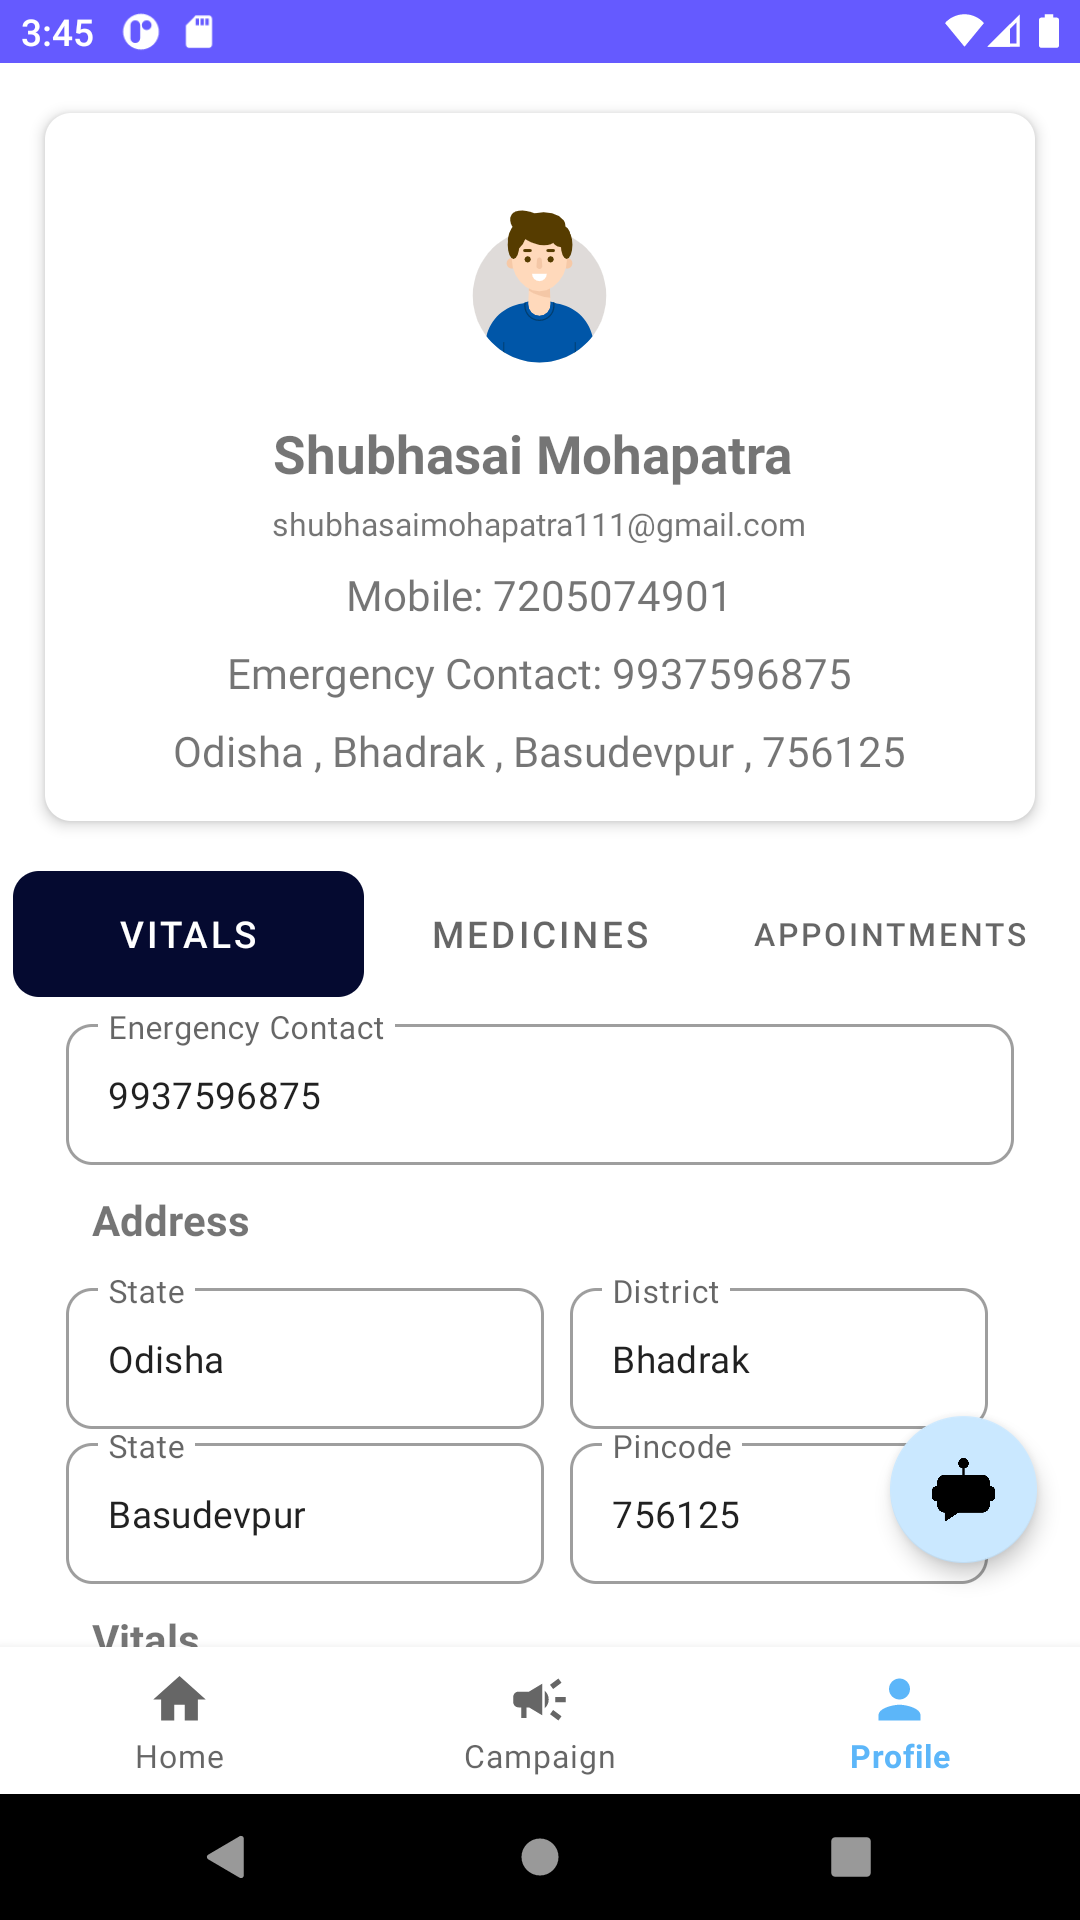 3:45
Shubhasai Mohapatra
shubhasaimohapatra111@gmail.com
Mobile: 7205074901
Emergency Contact: 9937596875
Odisha , Bhadrak , Basudevpur , 756125
VITALS MEDICINES APPOINTMENTS
Energency Contact
9937596875
Address
State District
Odisha Bhadrak
State Pincode
Basudevpur 756125
Vitals
Home Campaign Profile